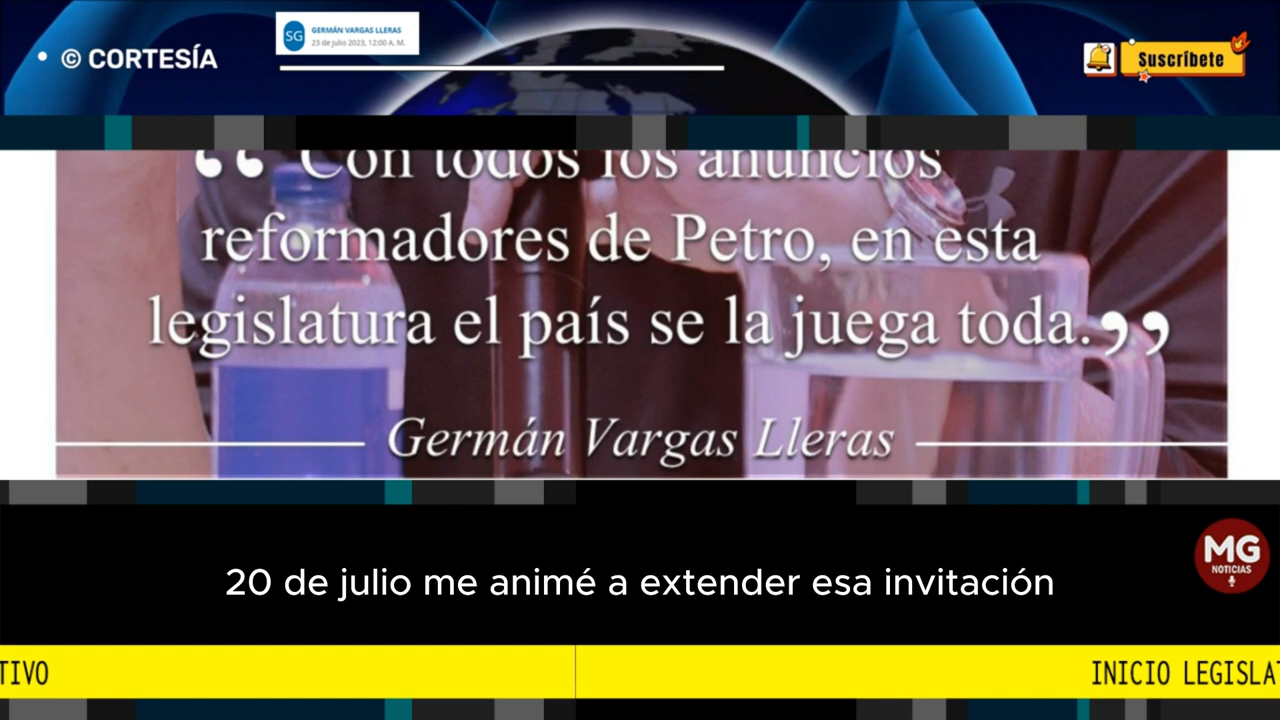 © CORTESÍA
SG
GERMÁN VARGAS LLERAS
23 de julio 2023, 12:00 A. M.
Suscríbete
“ Con todos los anuncios
reformadores de Petro, en esta
legislatura el país se la juega toda.”
Germán Vargas Lleras
MG
NOTICIAS
20 de julio me animé a extender esa invitación
TIVO
INICIO LEGISLA